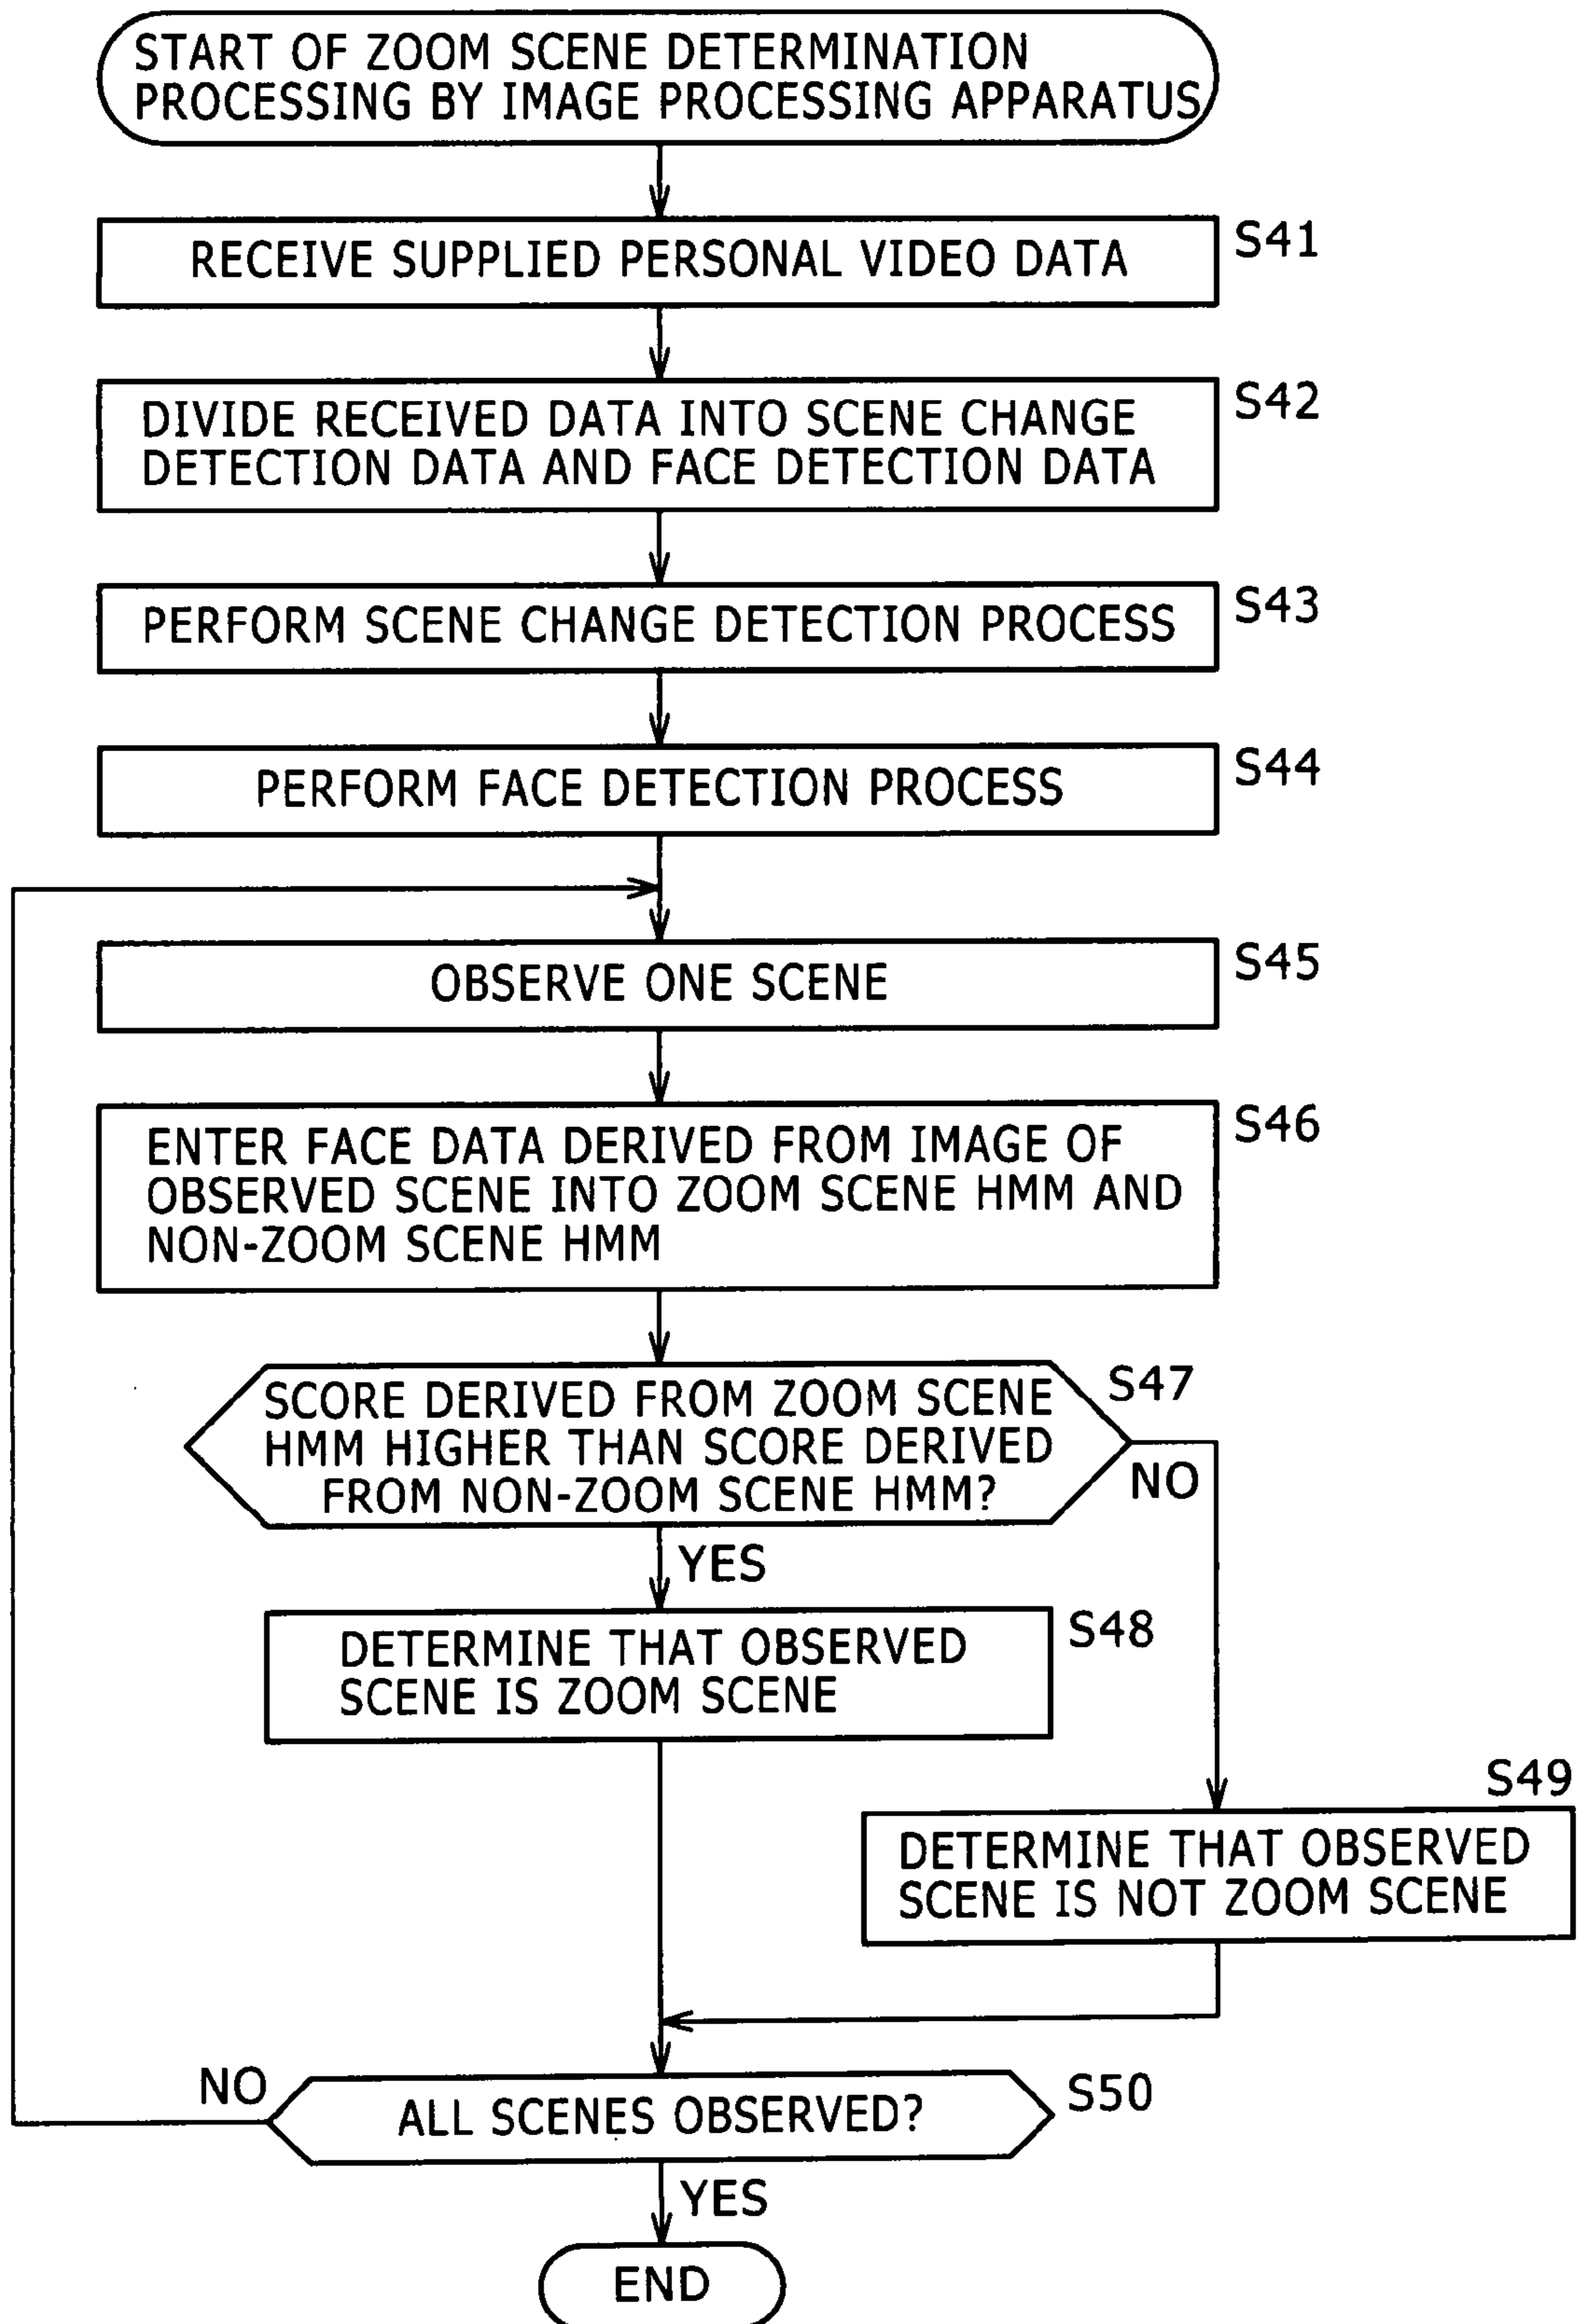 START OF ZOOM SCENE DETERMINATION
PROCESSING BY IMAGE PROCESSING APPARATUS
S41
RECEIVE SUPPLIED PERSONAL VIDEO DATA
S42
DIVIDE RECEIVED DATA INTO SCENE CHANGE
DETECTION DATA AND FACE DETECTION DATA
S43
PERFORM SCENE CHANGE DETECTION PROCESS
S44
PERFORM FACE DETECTION PROCESS
S45
OBSERVE ONE SCENE
S46
ENTER FACE DATA DERIVED FROM IMAGE OF
OBSERVED SCENE INTO ZOOM SCENE HMM AND
NON-ZOOM SCENE HMM
S47
SCORE DERIVED FROM ZOOM SCENE
HMM HIGHER THAN SCORE DERIVED
FROM NON-ZOOM SCENE HMM?
NO
YES
S48
DETERMINE THAT OBSERVED
SCENE IS ZOOM SCENE
S49
DETERMINE THAT OBSERVED
SCENE IS NOT ZOOM SCENE
NO
S50
ALL SCENES OBSERVED?
YES
END